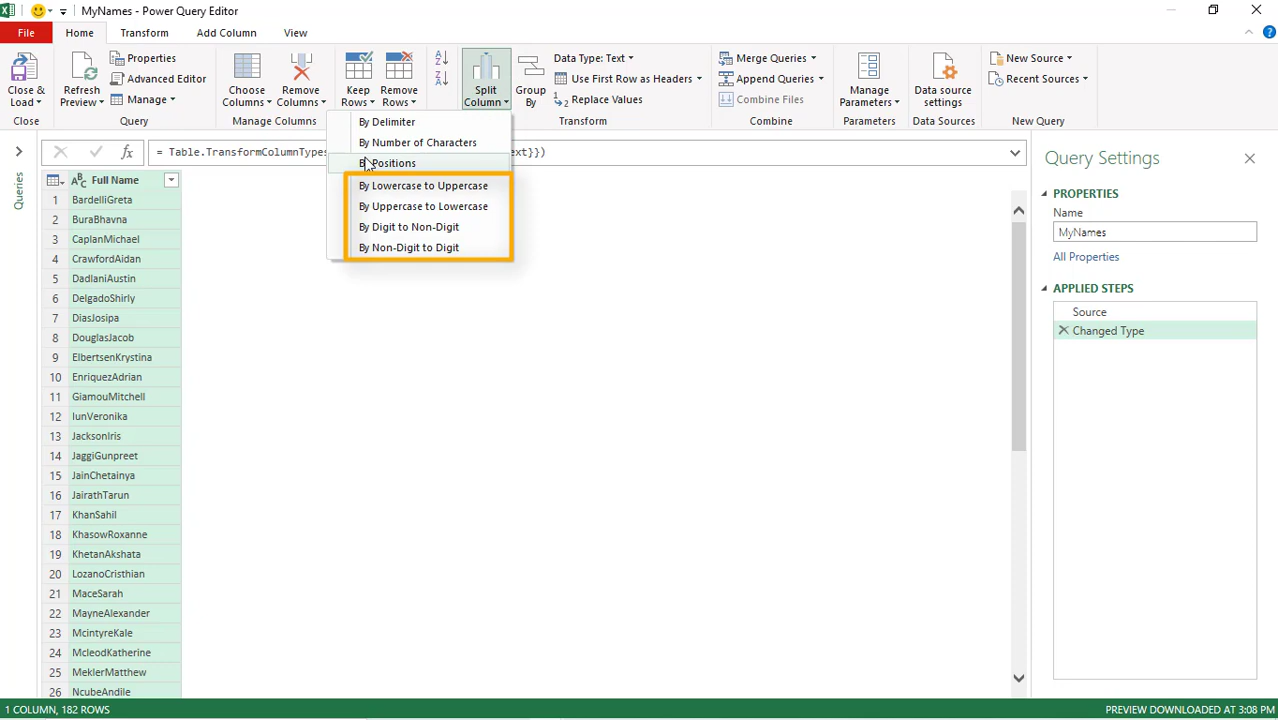 MyNames - Power Query Editor
File Home Transform Add Column View
Close & Load
Close
Refresh Preview
Properties
Advanced Editor
Manage
Query
Choose Columns
Remove Columns
Manage Columns
Keep Rows
Remove Rows
Split Column
Group By
Data Type: Text
Use First Row as Headers
Replace Values
Transform
Merge Queries
Append Queries
Combine Files
Combine
Manage Parameters
Parameters
Data source settings
Data Sources
New Source
Recent Sources
New Query
By Delimiter
By Number of Characters
By Positions
By Lowercase to Uppercase
By Uppercase to Lowercase
By Digit to Non-Digit
By Non-Digit to Digit
fx = Table.TransformColumnTypes ext}})
Queries
ABC Full Name
1 BardelliGreta
2 BuraBhavna
3 CaplanMichael
4 CrawfordAidan
5 DadlaniAustin
6 DelgadoShirly
7 DiasJosipa
8 DouglasJacob
9 ElbertsenKrystina
10 EnriquezAdrian
11 GiamouMitchell
12 IunVeronika
13 JacksonIris
14 JaggiGunpreet
15 JainChetainya
16 JairathTarun
17 KhanSahil
18 KhasowRoxanne
19 KhetanAkshata
20 LozanoCristhian
21 MaceSarah
22 MayneAlexander
23 McintyreKale
24 McleodKatherine
25 MeklerMatthew
26 NcubeAndile
Query Settings
PROPERTIES
Name
MyNames
All Properties
APPLIED STEPS
Source
Changed Type
1 COLUMN, 182 ROWS
PREVIEW DOWNLOADED AT 3:08 PM